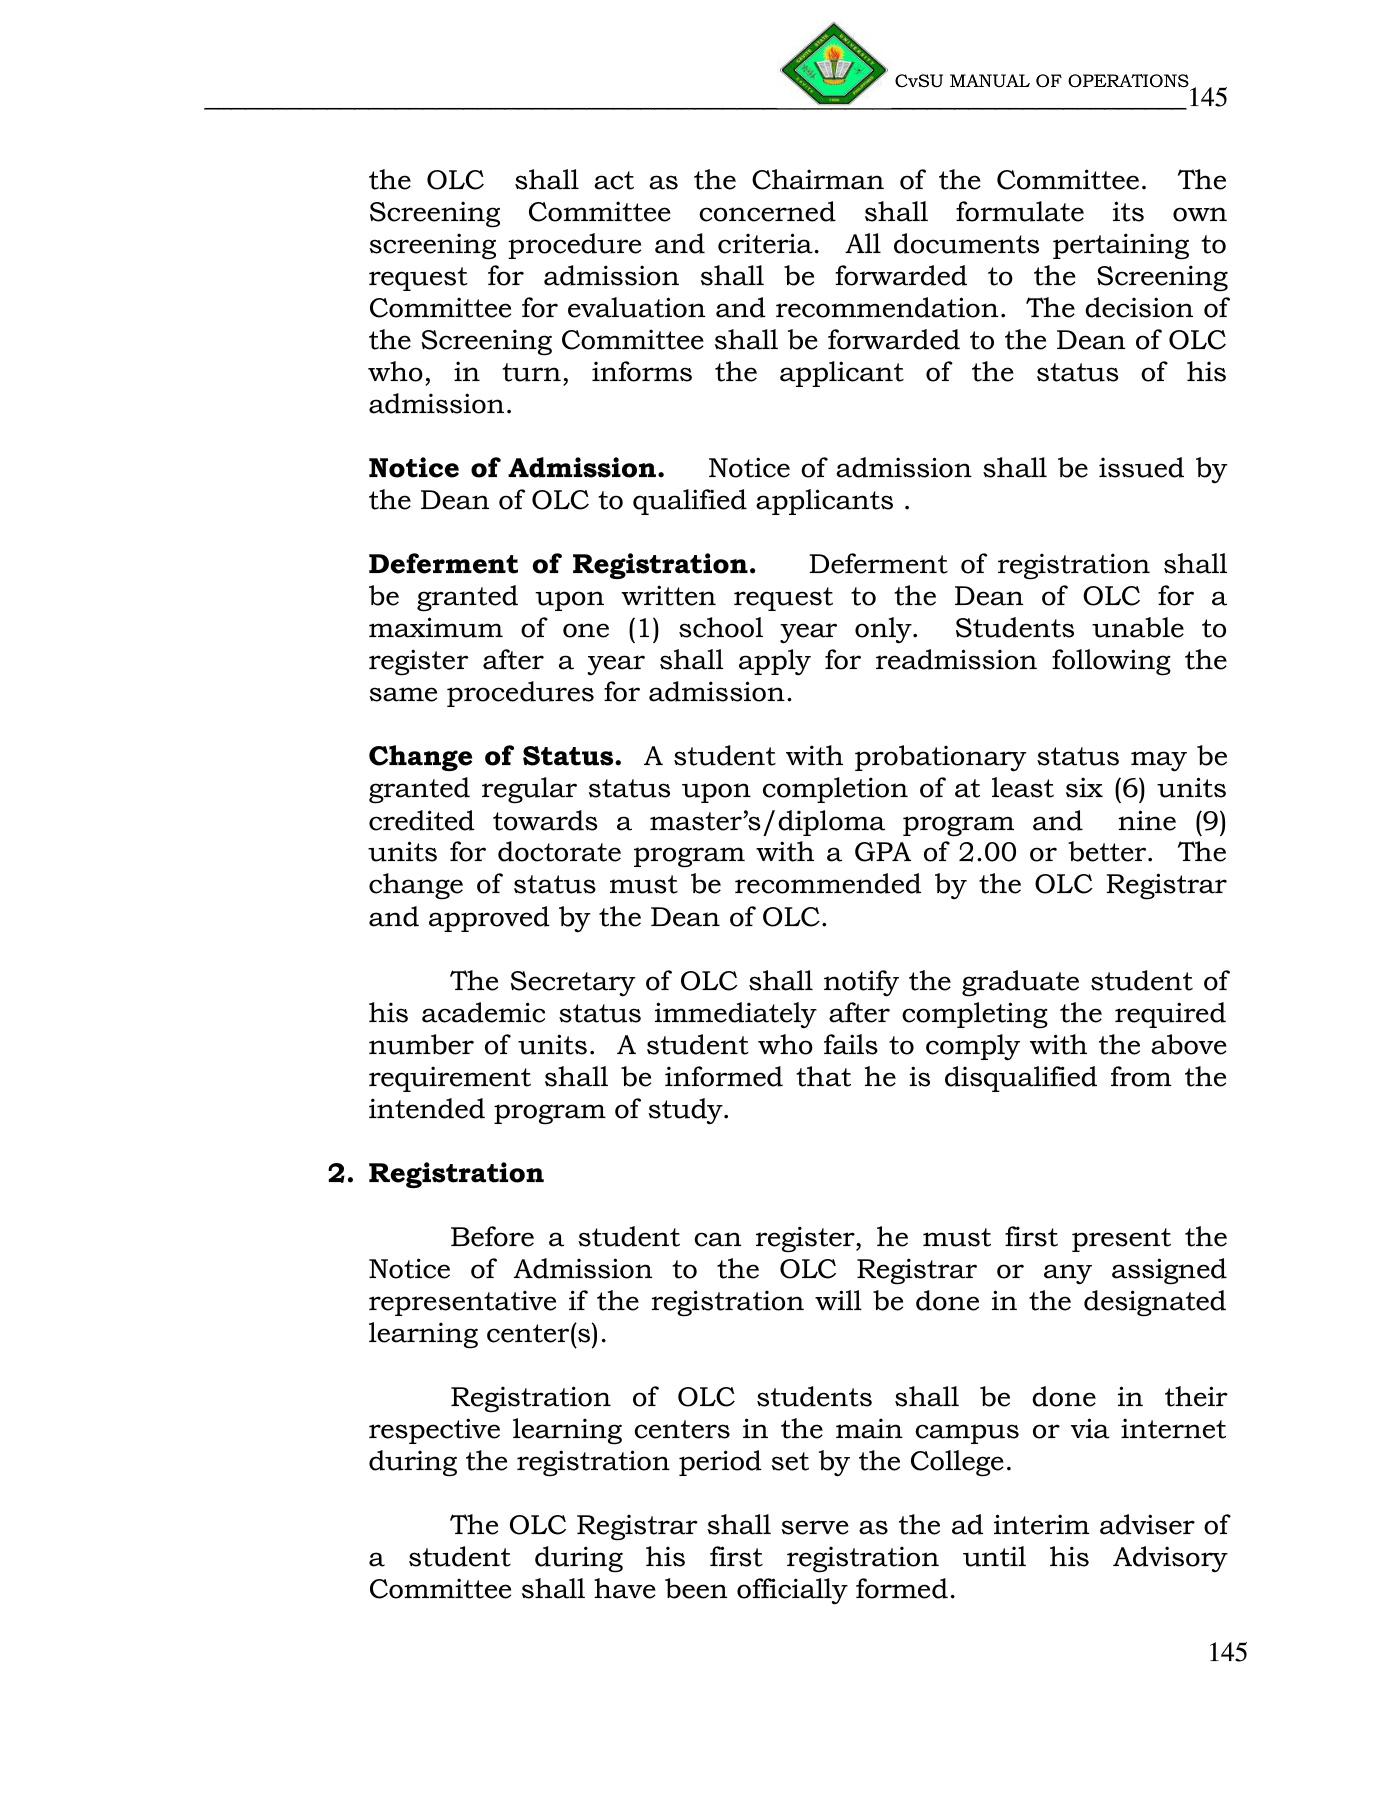 CvSU MANUAL OF OPERATIONS 145
the OLC shall act as the Chairman of the Committee. The
Screening Committee concerned shall formulate its own
screening procedure and criteria. All documents pertaining to
request for admission shall be forwarded to the Screening
Committee for evaluation and recommendation. The decision of
the Screening Committee shall be forwarded to the Dean of OLC
who, in turn, informs the applicant of the status of his
admission.
Notice of Admission. Notice of admission shall be issued by
the Dean of OLC to qualified applicants .
Deferment of Registration. Deferment of registration shall
be granted upon written request to the Dean of OLC for a
maximum of one (1) school year only. Students unable to
register after a year shall apply for readmission following the
same procedures for admission.
Change of Status. A student with probationary status may be
granted regular status upon completion of at least six (6) units
credited towards a master’s/diploma program and nine (9)
units for doctorate program with a GPA of 2.00 or better. The
change of status must be recommended by the OLC Registrar
and approved by the Dean of OLC.
The Secretary of OLC shall notify the graduate student of
his academic status immediately after completing the required
number of units. A student who fails to comply with the above
requirement shall be informed that he is disqualified from the
intended program of study.
2. Registration
Before a student can register, he must first present the
Notice of Admission to the OLC Registrar or any assigned
representative if the registration will be done in the designated
learning center(s).
Registration of OLC students shall be done in their
respective learning centers in the main campus or via internet
during the registration period set by the College.
The OLC Registrar shall serve as the ad interim adviser of
a student during his first registration until his Advisory
Committee shall have been officially formed.
145